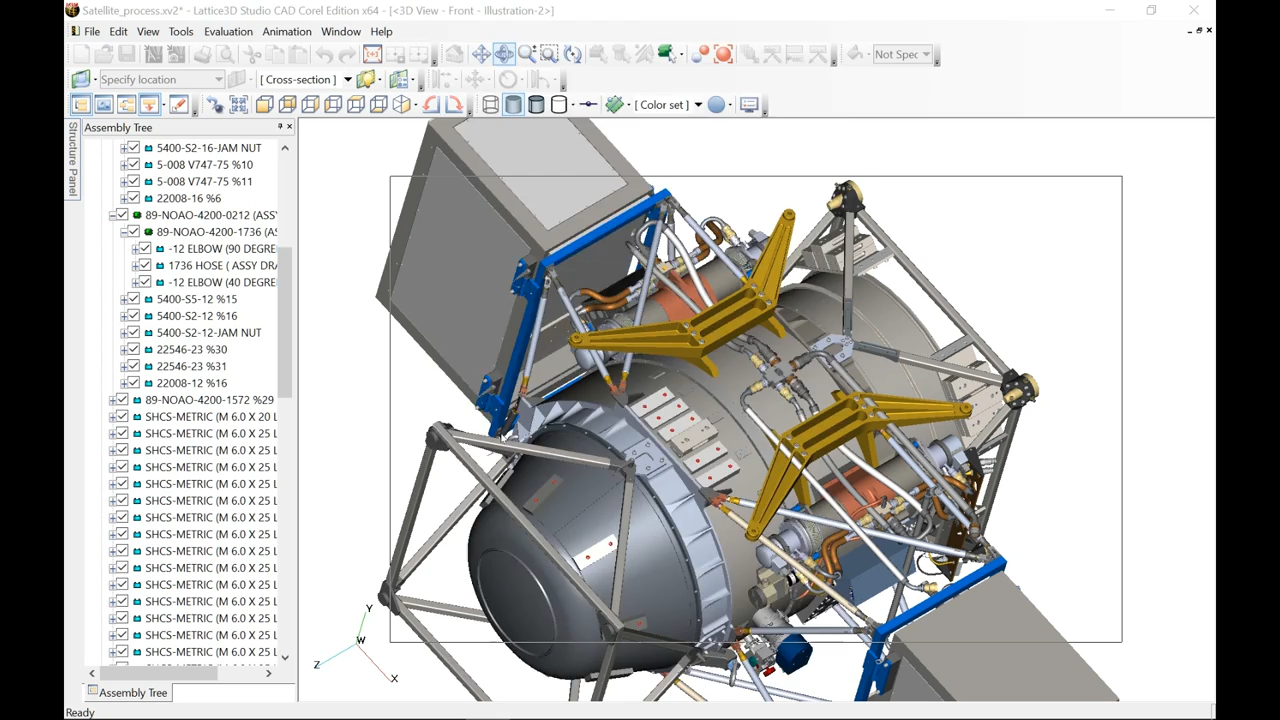 Satellite_process.xv2* - Lattice3D Studio CAD Corel Edition x64 - [<3D View - Front - Illustration-2>]
File Edit View Tools Evaluation Animation Window Help
Not Spec
Specify location [ Cross-section ]
[ Color set ]
Structure Panel
Assembly Tree
5400-S2-16-JAM NUT
5-008 V747-75 %10
5-008 V747-75 %11
22008-16 %6
89-NOAO-4200-0212 (ASSY
89-NOAO-4200-1736 (ASS
-12 ELBOW (90 DEGRE
1736 HOSE ( ASSY DRA
-12 ELBOW (40 DEGRE
5400-S5-12 %15
5400-S2-12 %16
5400-S2-12-JAM NUT
22546-23 %30
22546-23 %31
22008-12 %16
89-NOAO-4200-1572 %29
SHCS-METRIC (M 6.0 X 20 L
SHCS-METRIC (M 6.0 X 25 L
SHCS-METRIC (M 6.0 X 25 L
SHCS-METRIC (M 6.0 X 25 L
SHCS-METRIC (M 6.0 X 25 L
SHCS-METRIC (M 6.0 X 25 L
SHCS-METRIC (M 6.0 X 25 L
SHCS-METRIC (M 6.0 X 25 L
SHCS-METRIC (M 6.0 X 25 L
SHCS-METRIC (M 6.0 X 25 L
SHCS-METRIC (M 6.0 X 25 L
SHCS-METRIC (M 6.0 X 25 L
SHCS-METRIC (M 6.0 X 25 L
SHCS-METRIC (M 6.0 X 25 L
SHCS-METRIC (M 6.0 X 25 L
Y
W
Z
X
Assembly Tree
Ready